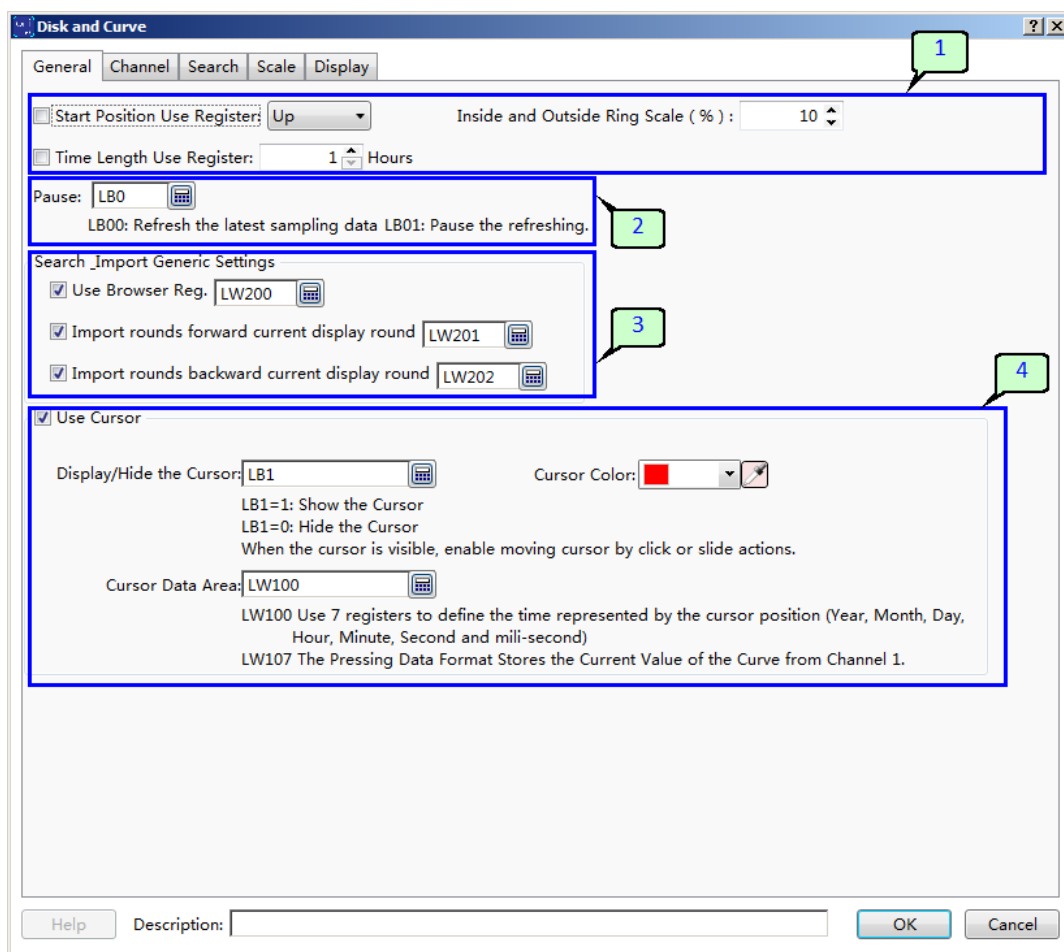 Disk and Curve
1
General Channel Search Scale Display
Start Position Use Register: Up Inside and Outside Ring Scale ( % ) : 10
Time Length Use Register: 1 Hours
Pause: LB0
LB00: Refresh the latest sampling data LB01: Pause the refreshing.
2
Search _Import Generic Settings
Use Browser Reg. LW200
Import rounds forward current display round LW201
3
Import rounds backward current display round LW202
4
Use Cursor
Display/Hide the Cursor: LB1 Cursor Color:
LB1=1: Show the Cursor
LB1=0: Hide the Cursor
When the cursor is visible, enable moving cursor by click or slide actions.
Cursor Data Area: LW100
LW100 Use 7 registers to define the time represented by the cursor position (Year, Month, Day,
Hour, Minute, Second and mili-second)
LW107 The Pressing Data Format Stores the Current Value of the Curve from Channel 1.
Help Description: OK Cancel